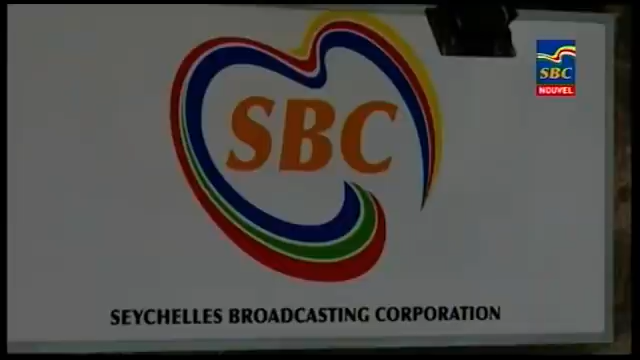 SBC
NOUVEL
SBC
SEYCHELLES BROADCASTING CORPORATION